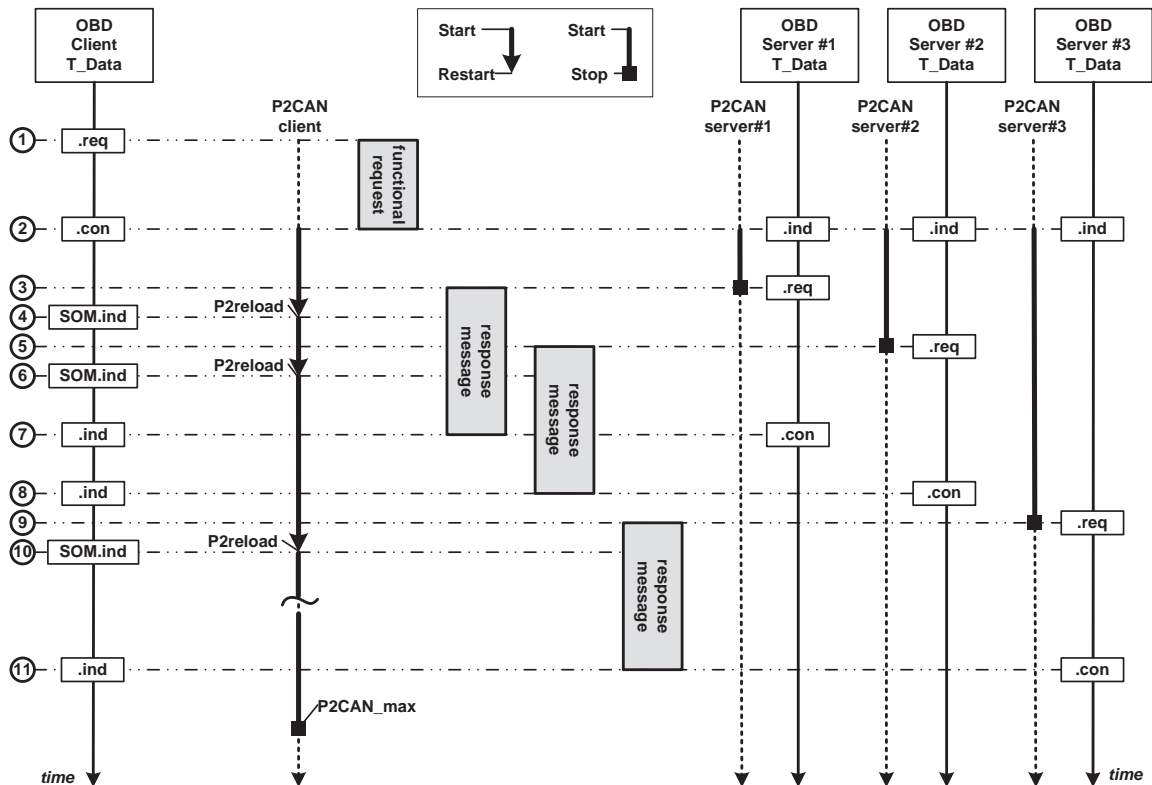 OBD
Client
T_Data
Start
Restart
Start
Stop
OBD
Server #1
T_Data
OBD
Server #2
T_Data
OBD
Server #3
T_Data
P2CAN
client
P2CAN
server#1
P2CAN
server#2
P2CAN
server#3
1
.req
functional
request
2
.con
.ind
.ind
.ind
3
.req
4
SOM.ind
P2reload
response
message
5
.req
6
SOM.ind
P2reload
response
message
7
.ind
.con
8
.ind
.con
9
.req
10
SOM.ind
P2reload
response
message
11
.ind
.con
P2CAN_max
time
time